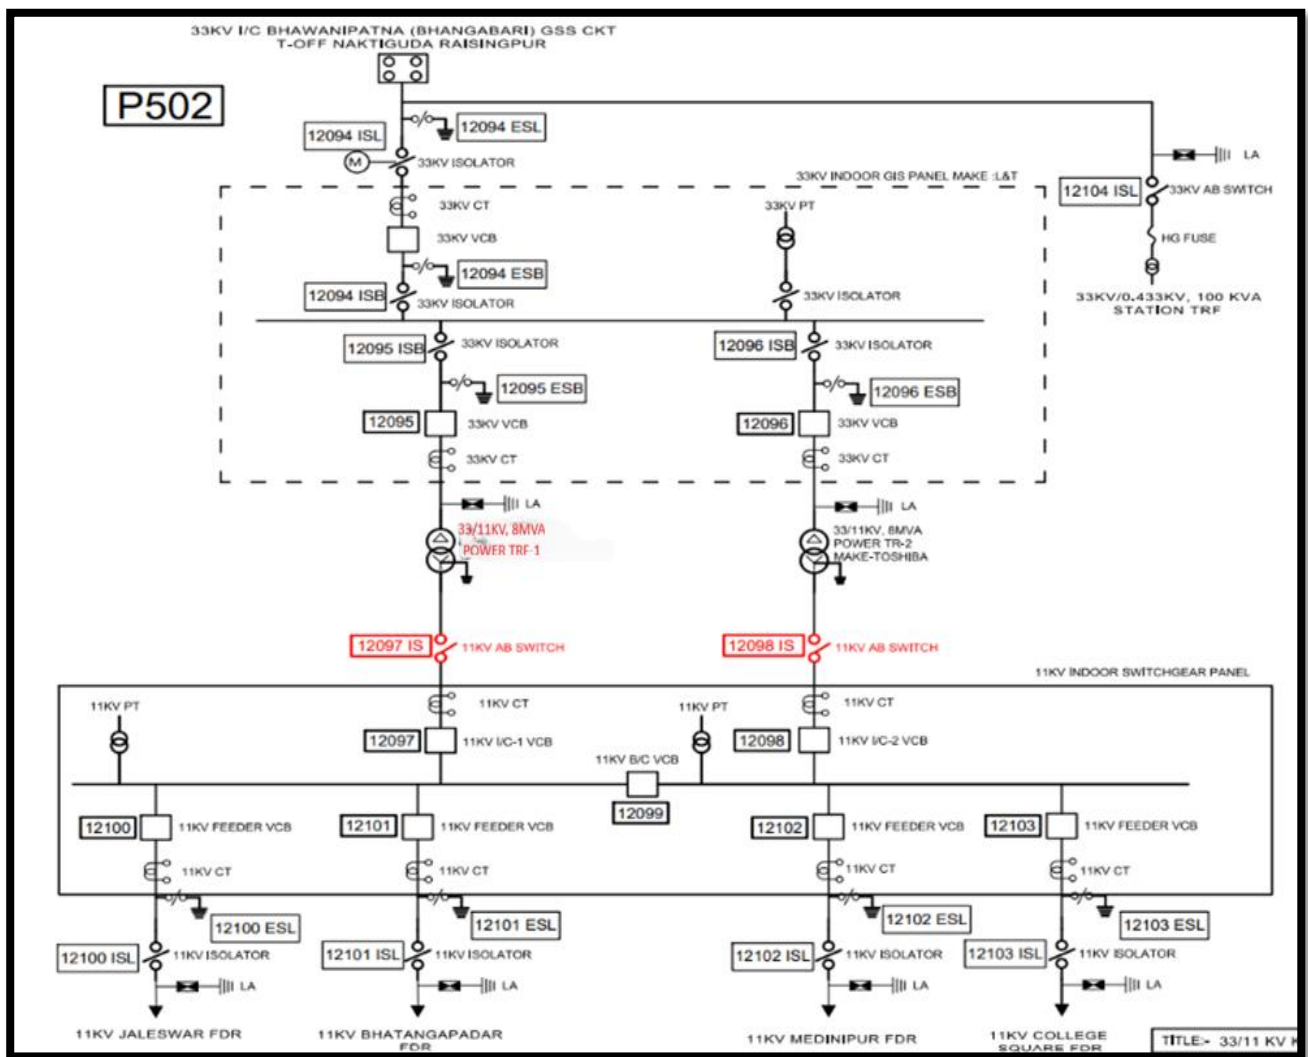 33KV I/C BHAWANIPATNA (BHANGABARI) GSS CKT
T-OFF NAKTIGUDA RAISINGPUR
P502
12094 ISL
12094 ESL
M
33KV ISOLATOR
LA
33KV INDOOR GIS PANEL MAKE :L&T
12104 ISL
33KV AB SWITCH
33KV CT
33KV PT
33KV VCB
HG FUSE
12094 ESB
12094 ISB
33KV ISOLATOR
33KV ISOLATOR
33KV/0.433KV, 100 KVA
STATION TRF
12095 ISB
33KV ISOLATOR
12096 ISB
33KV ISOLATOR
12095 ESB
12096 ESB
12095
33KV VCB
12096
33KV VCB
33KV CT
33KV CT
LA
LA
33/11KV, 8MVA
POWER TRF-1
33/11KV, 8MVA
POWER TR-2
MAKE-TOSHIBA
12097 IS
11KV AB SWITCH
12098 IS
11KV AB SWITCH
11KV INDOOR SWITCHGEAR PANEL
11KV PT
11KV CT
11KV PT
11KV CT
12097
11KV I/C-1 VCB
12098
11KV I/C-2 VCB
11KV B/C VCB
12099
12100
11KV FEEDER VCB
12101
11KV FEEDER VCB
12102
11KV FEEDER VCB
12103
11KV FEEDER VCB
11KV CT
11KV CT
11KV CT
11KV CT
12100 ESL
12101 ESL
12102 ESL
12103 ESL
12100 ISL
11KV ISOLATOR
12101 ISL
11KV ISOLATOR
12102 ISL
11KV ISOLATOR
12103 ISL
11KV ISOLATOR
LA
LA
LA
LA
11KV JALESWAR FDR
11KV BHATANGAPADAR
FDR
11KV MEDINIPUR FDR
11KV COLLEGE
SQUARE FDR
TITLE:- 33/11 KV